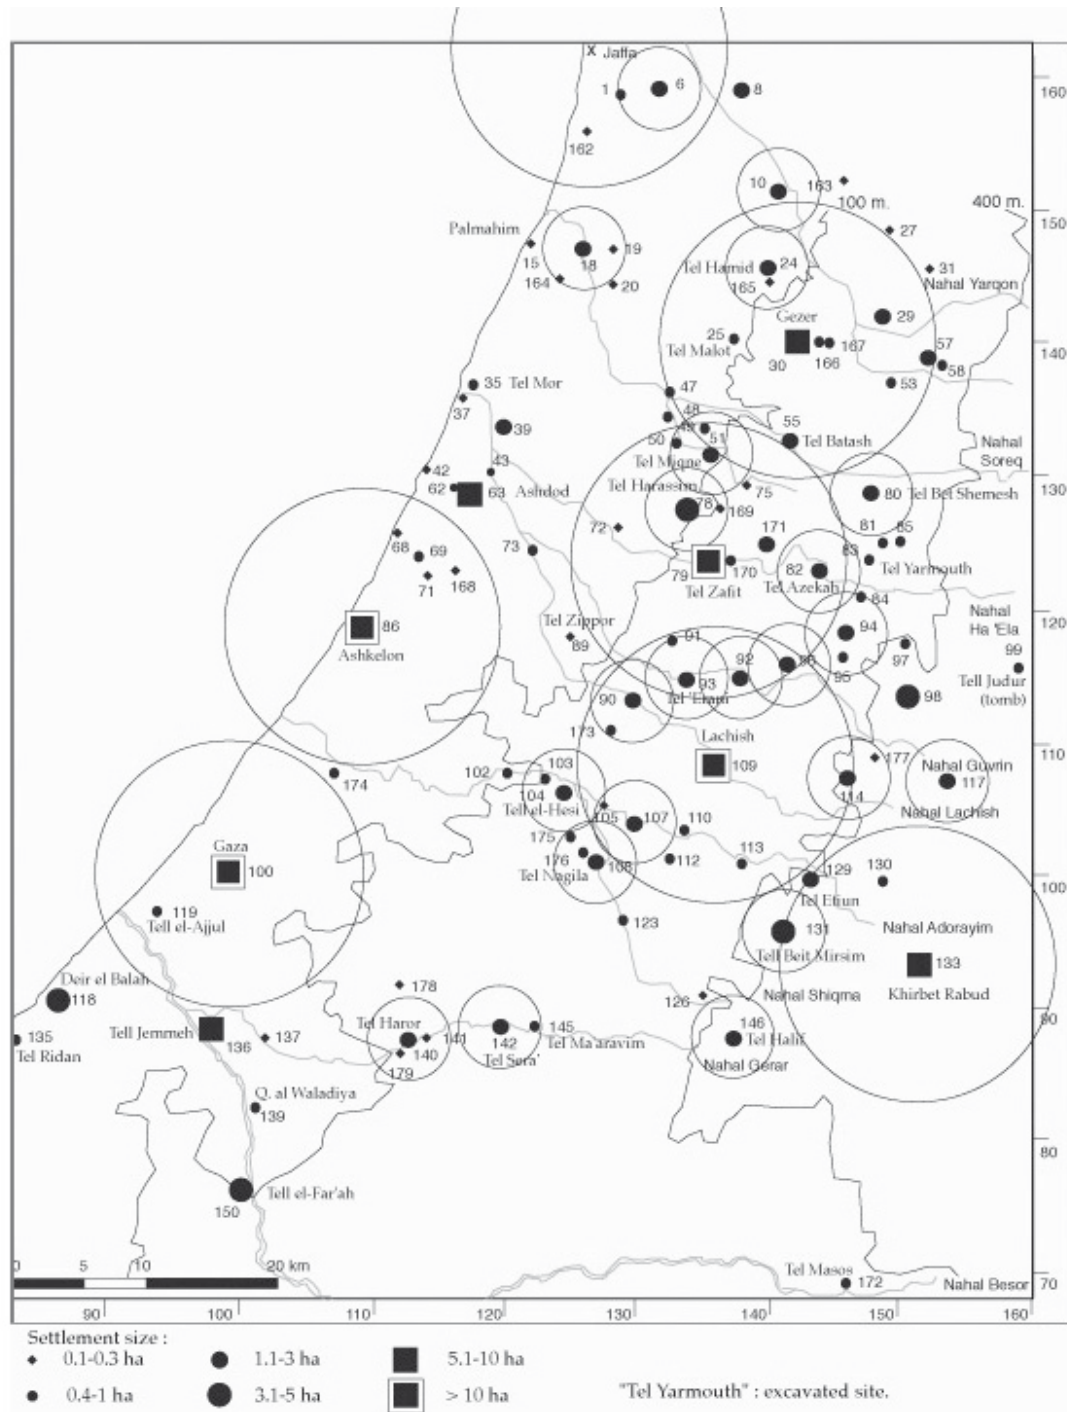 x Jaffa
1
6
8
160
162
10
163
100 m.
400 m.
150
Palmahim
15
18
19
27
164
20
Tel Hamid
24
165
31
Nahal Yarqon
Gezer
25
Tel Malot
30
166
167
29
57
58
140
53
35
Tel Mor
37
39
47
48
49
50
51
55
Tel Batash
Tel Miqne
Nahal
Soreq
42
43
62
63
Ashdod
130
Tel Harassim
78
75
169
80
Tel Bet Shemesh
72
68
69
71
168
73
171
81
85
83
Tel Yarmouth
79
170
Tel Zafit
82
Tel Azekah
84
120
86
Ashkelon
Tel Zippor
89
91
94
95
97
Nahal
Ha 'Ela
99
Tell Judur
(tomb)
92
93
96
Tel 'Erani
90
98
173
Lachish
109
110
174
102
103
104
Tell el-Hesi
105
107
110
114
177
Nahal Guvrin
117
Nahal Lachish
175
176
108
Tel Nagila
112
113
129
130
Tel Etiun
100
Gaza
100
119
Tell el-Ajjul
123
131
Tell Beit Mirsim
Nahal Adorayim
133
Khirbet Rabud
Deir el Balah
118
178
126
Nahal Shiqma
90
135
Tel Ridan
Tell Jemmeh
136
137
Tel Haror
140
141
179
142
Tel Sera'
145
Tel Ma'aravim
146
Tel Halif
Nahal Gerar
Q. al Waladiya
139
80
150
Tell el-Far'ah
0
5
10
20 km
Tel Masos
172
Nahal Besor
70
90
100
110
120
130
140
150
160
Settlement size :
0.1-0.3 ha
1.1-3 ha
5.1-10 ha
0.4-1 ha
3.1-5 ha
> 10 ha
"Tel Yarmouth" : excavated site.